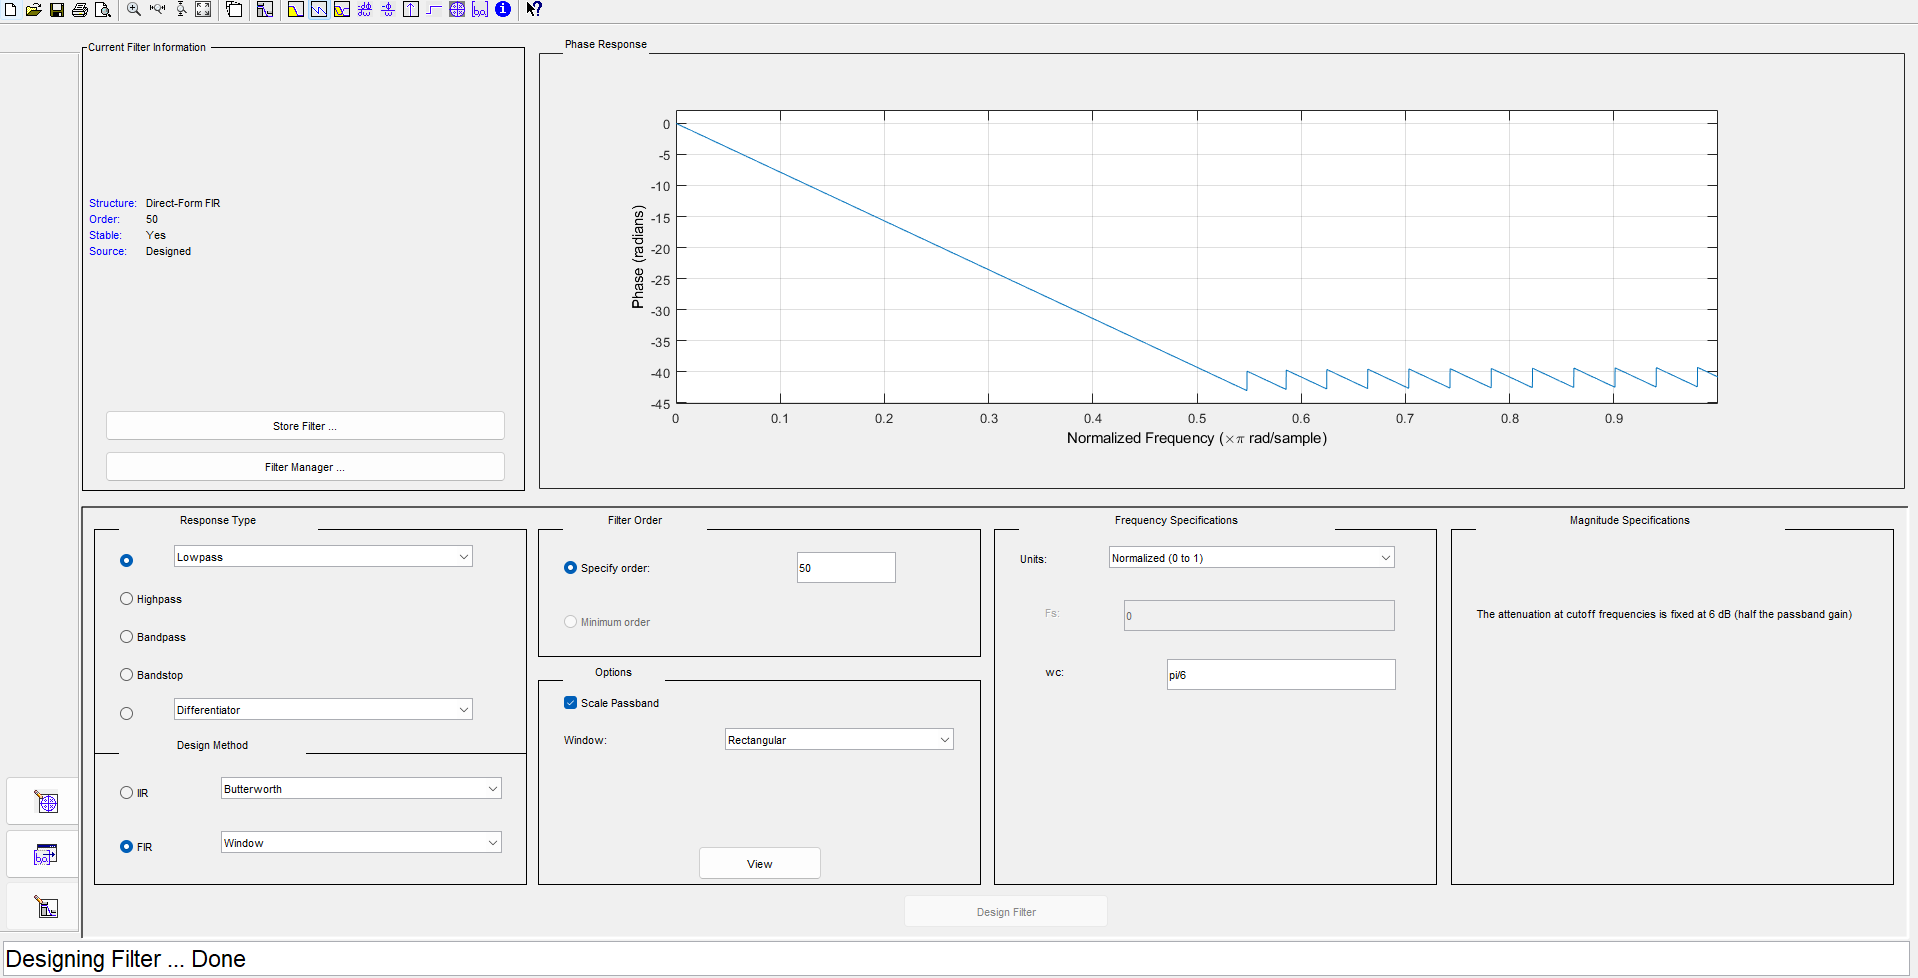 Current Filter Information
Structure: Direct-Form FIR
Order: 50
Stable: Yes
Source: Designed
Store Filter ...
Filter Manager ...
Phase Response
0
-5
-10
-15
-20
-25
-30
-35
-40
-45
Phase (radians)
0 0.1 0.2 0.3 0.4 0.5 0.6 0.7 0.8 0.9
Normalized Frequency (×π rad/sample)
Response Type
Lowpass
Highpass
Bandpass
Bandstop
Differentiator
Design Method
IIR Butterworth
FIR Window
Filter Order
Specify order: 50
Minimum order
Options
Scale Passband
Window: Rectangular
View
Frequency Specifications
Units: Normalized (0 to 1)
Fs: 0
wc: pi/6
Magnitude Specifications
The attenuation at cutoff frequencies is fixed at 6 dB (half the passband gain)
Design Filter
Designing Filter ... Done